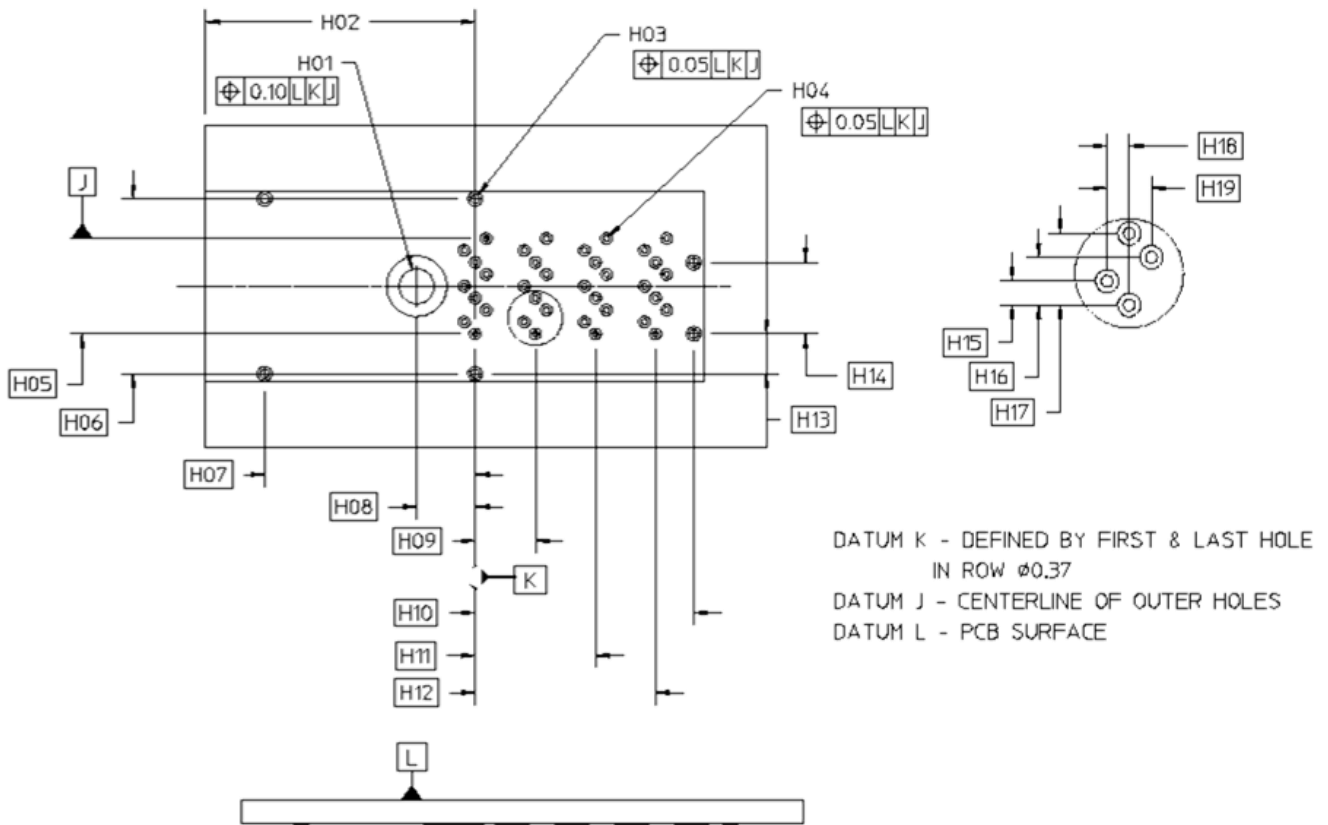 H02
H03
⌖ 0.05 L K J
H01
⌖ 0.10 L K J
H04
⌖ 0.05 L K J
H18
J
H19
H15
H16
H05
H14
H17
H06
H13
H07
H08
H09
K
H10
H11
H12
DATUM K - DEFINED BY FIRST & LAST HOLE
IN ROW ⌀0.37
DATUM J - CENTERLINE OF OUTER HOLES
DATUM L - PCB SURFACE
L